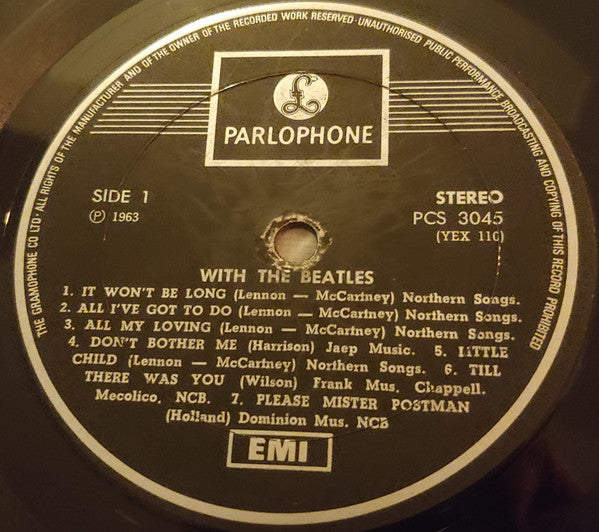 THE GRAMOPHONE CO LTD · ALL RIGHTS OF THE MANUFACTURER AND OF THE OWNER OF THE RECORDED WORK RESERVED · UNAUTHORISED PUBLIC PERFORMANCE BROADCASTING AND COPYING OF THIS RECORD PROHIBITED
£
PARLOPHONE
SIDE 1
℗ 1963
STEREO
PCS 3045
(YEX 110)
WITH THE BEATLES
1. IT WON'T BE LONG (Lennon — McCartney) Northern Songs.
2. ALL I'VE GOT TO DO (Lennon — McCartney) Northern Songs.
3. ALL MY LOVING (Lennon — McCartney) Northern Songs.
4. DON'T BOTHER ME (Harrison) Jaep Music. 5. LITTLE
CHILD (Lennon — McCartney) Northern Songs. 6. TILL
THERE WAS YOU (Wilson) Frank Mus. Chappell.
Mecolico, NCB. 7. PLEASE MISTER POSTMAN
(Holland) Dominion Mus. NCB
EMI